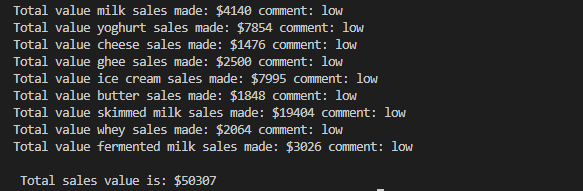 Total value milk sales made: $4140 comment: low
Total value yoghurt sales made: $7854 comment: low
Total value cheese sales made: $1476 comment: low
Total value ghee sales made: $2500 comment: low
Total value ice cream sales made: $7995 comment: low
Total value butter sales made: $1848 comment: low
Total value skimmed milk sales made: $19404 comment: low
Total value whey sales made: $2064 comment: low
Total value fermented milk sales made: $3026 comment: low
Total sales value is: $50307